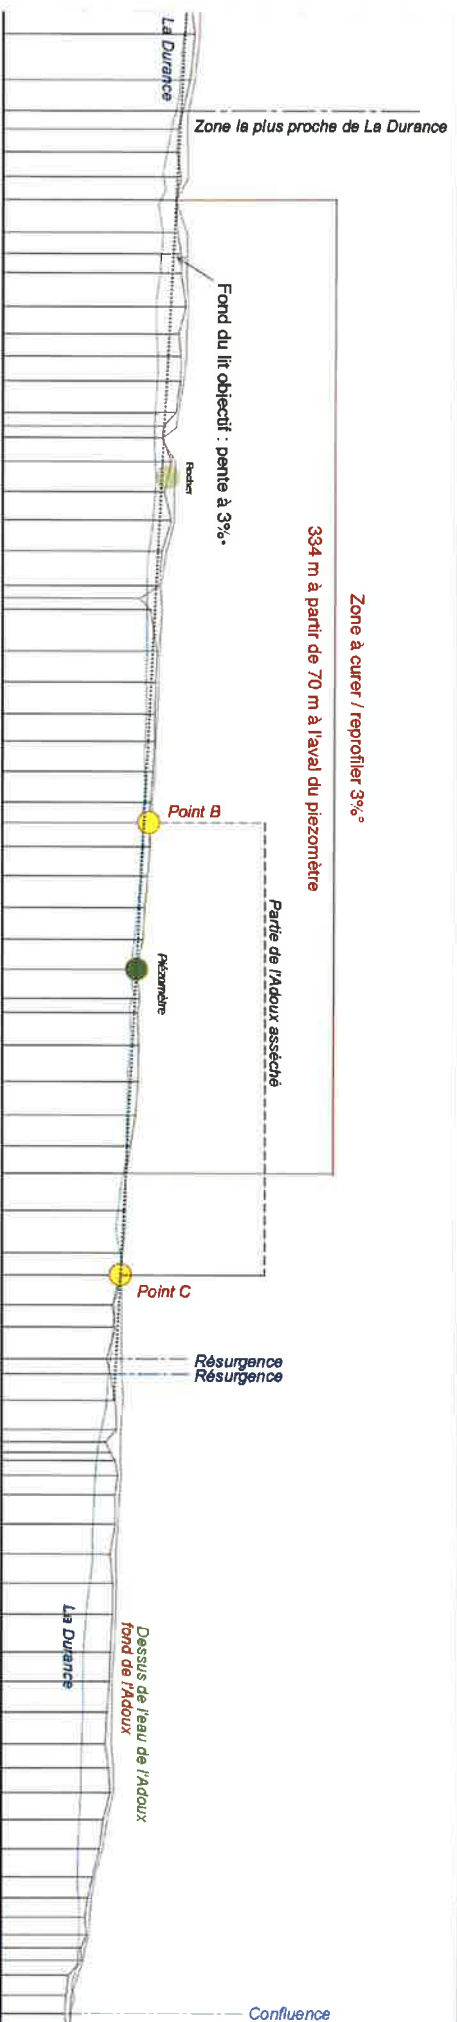 La Durance
Zone la plus proche de La Durance
Fond du lit objectif : pente à 3%°
Rocher
Zone à curer / reprofiler 3%°
334 m à partir de 70 m à l'aval du piezomètre
Point B
Partie de l'Adoux asséché
Piézomètre
Point C
Résurgence
Résurgence
Dessus de l'eau de l'Adoux
fond de l'Adoux
La Durance
Confluence